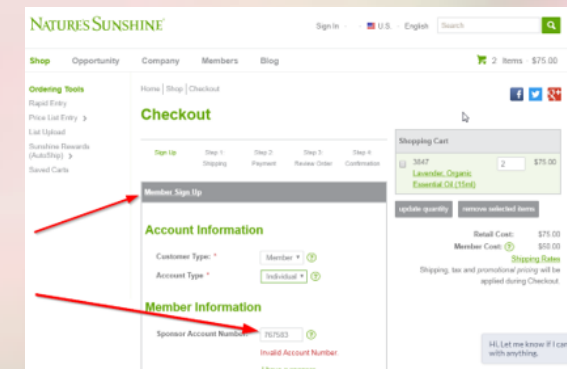 NATURE'S SUNSHINE
Sign In U.S. English Search
Shop Opportunity Company Members Blog 2 Items $75.00
Ordering Tools
Rapid Entry
Price List Entry >
List Upload
Sunshine Rewards
(AutoShip) >
Saved Carts
Home | Shop | Checkout
Checkout
Sign Up
Step 1:
Shipping
Step 2:
Payment
Step 3:
Review Order
Step 4:
Confirmation
Member Sign Up
Account Information
Customer Type: * Member ?
Account Type * Individual ?
Member Information
Sponsor Account Number: 767583 ?
Invalid Account Number.
Shopping Cart
3847 2 $75.00
Lavender, Organic
Essential Oil (15ml)
update quantity remove selected items
Retail Cost: $75.00
Member Cost: ? $50.00
Shipping Rates
Shipping, tax and promotional pricing will be
applied during Checkout.
Hi, Let me know if I can
with anything.